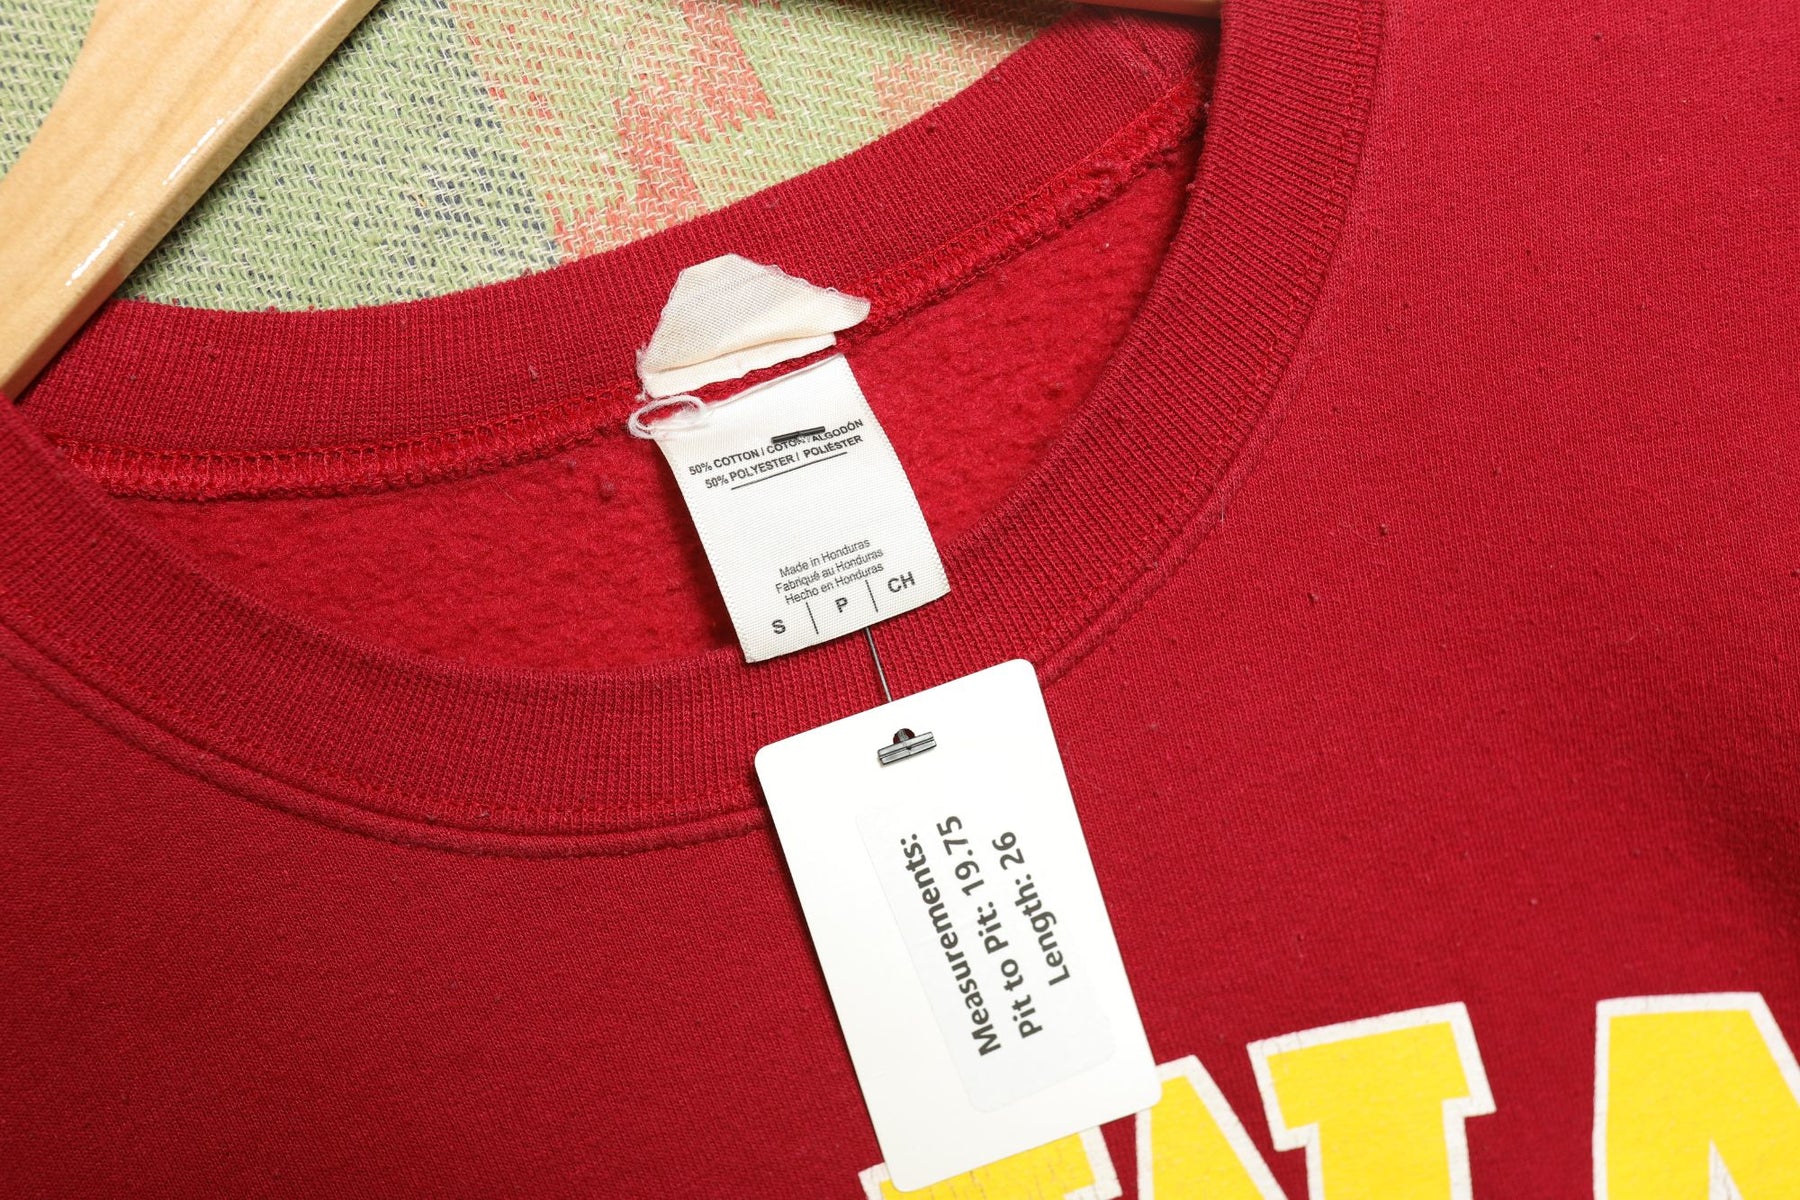 50% COTTON / COTON / ALGODÓN
50% POLYESTER / POLIÉSTER
Made in Honduras
Fabriqué au Honduras
Hecho en Honduras
S | P | CH
Measurements:
Pit to Pit: 19.75
Length: 26